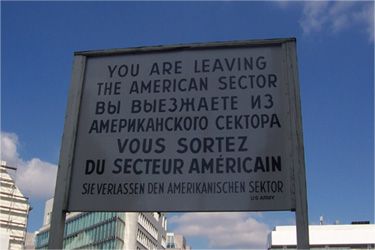 YOU ARE LEAVING
THE AMERICAN SECTOR
ВЫ ВЫЕЗЖАЕТЕ ИЗ
АМЕРИКАНСКОГО СЕКТОРА
VOUS SORTEZ
DU SECTEUR AMÉRICAIN
SIE VERLASSEN DEN AMERIKANISCHEN SEKTOR
US ARMY